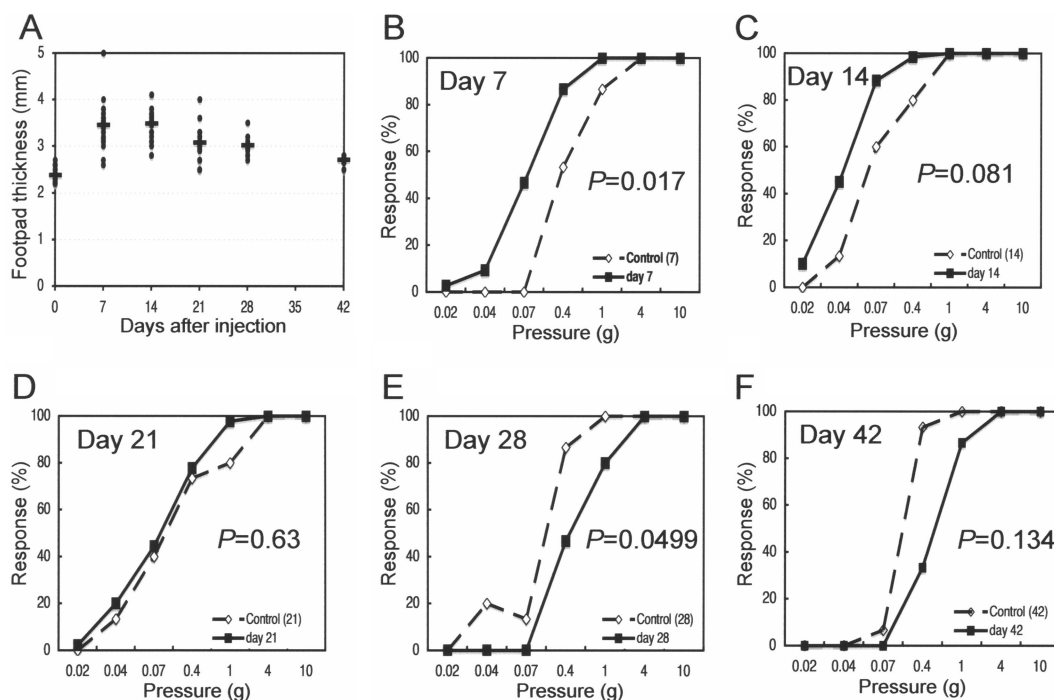 A
5
4
3
2
1
0
Footpad thickness (mm)
0 7 14 21 28 35 42
Days after injection
B
Day 7
100
80
60
40
20
0
Response (%)
P=0.017
Control (7)
day 7
0.02 0.04 0.07 0.4 1 4 10
Pressure (g)
C
Day 14
100
80
60
40
20
0
Response (%)
P=0.081
Control (14)
day 14
0.02 0.04 0.07 0.4 1 4 10
Pressure (g)
D
Day 21
100
80
60
40
20
0
Response (%)
P=0.63
Control (21)
day 21
0.02 0.04 0.07 0.4 1 4 10
Pressure (g)
E
Day 28
100
80
60
40
20
0
Response (%)
P=0.0499
Control (28)
day 28
0.02 0.04 0.07 0.4 1 4 10
Pressure (g)
F
Day 42
100
80
60
40
20
0
Response (%)
P=0.134
Control (42)
day 42
0.02 0.04 0.07 0.4 1 4 10
Pressure (g)